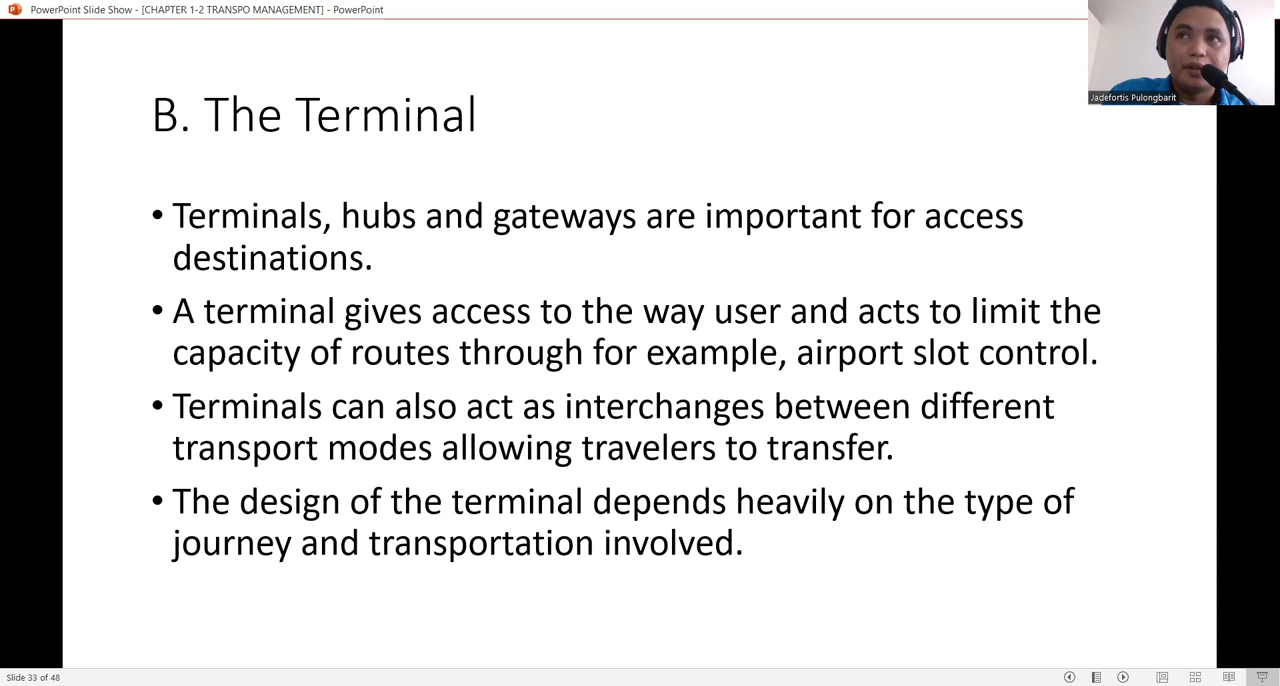 PowerPoint Slide Show - [CHAPTER 1-2 TRANSPO MANAGEMENT] - PowerPoint
Jadefortis Pulongbarit
B. The Terminal
• Terminals, hubs and gateways are important for access
destinations.
• A terminal gives access to the way user and acts to limit the
capacity of routes through for example, airport slot control.
• Terminals can also act as interchanges between different
transport modes allowing travelers to transfer.
• The design of the terminal depends heavily on the type of
journey and transportation involved.
Slide 33 of 48